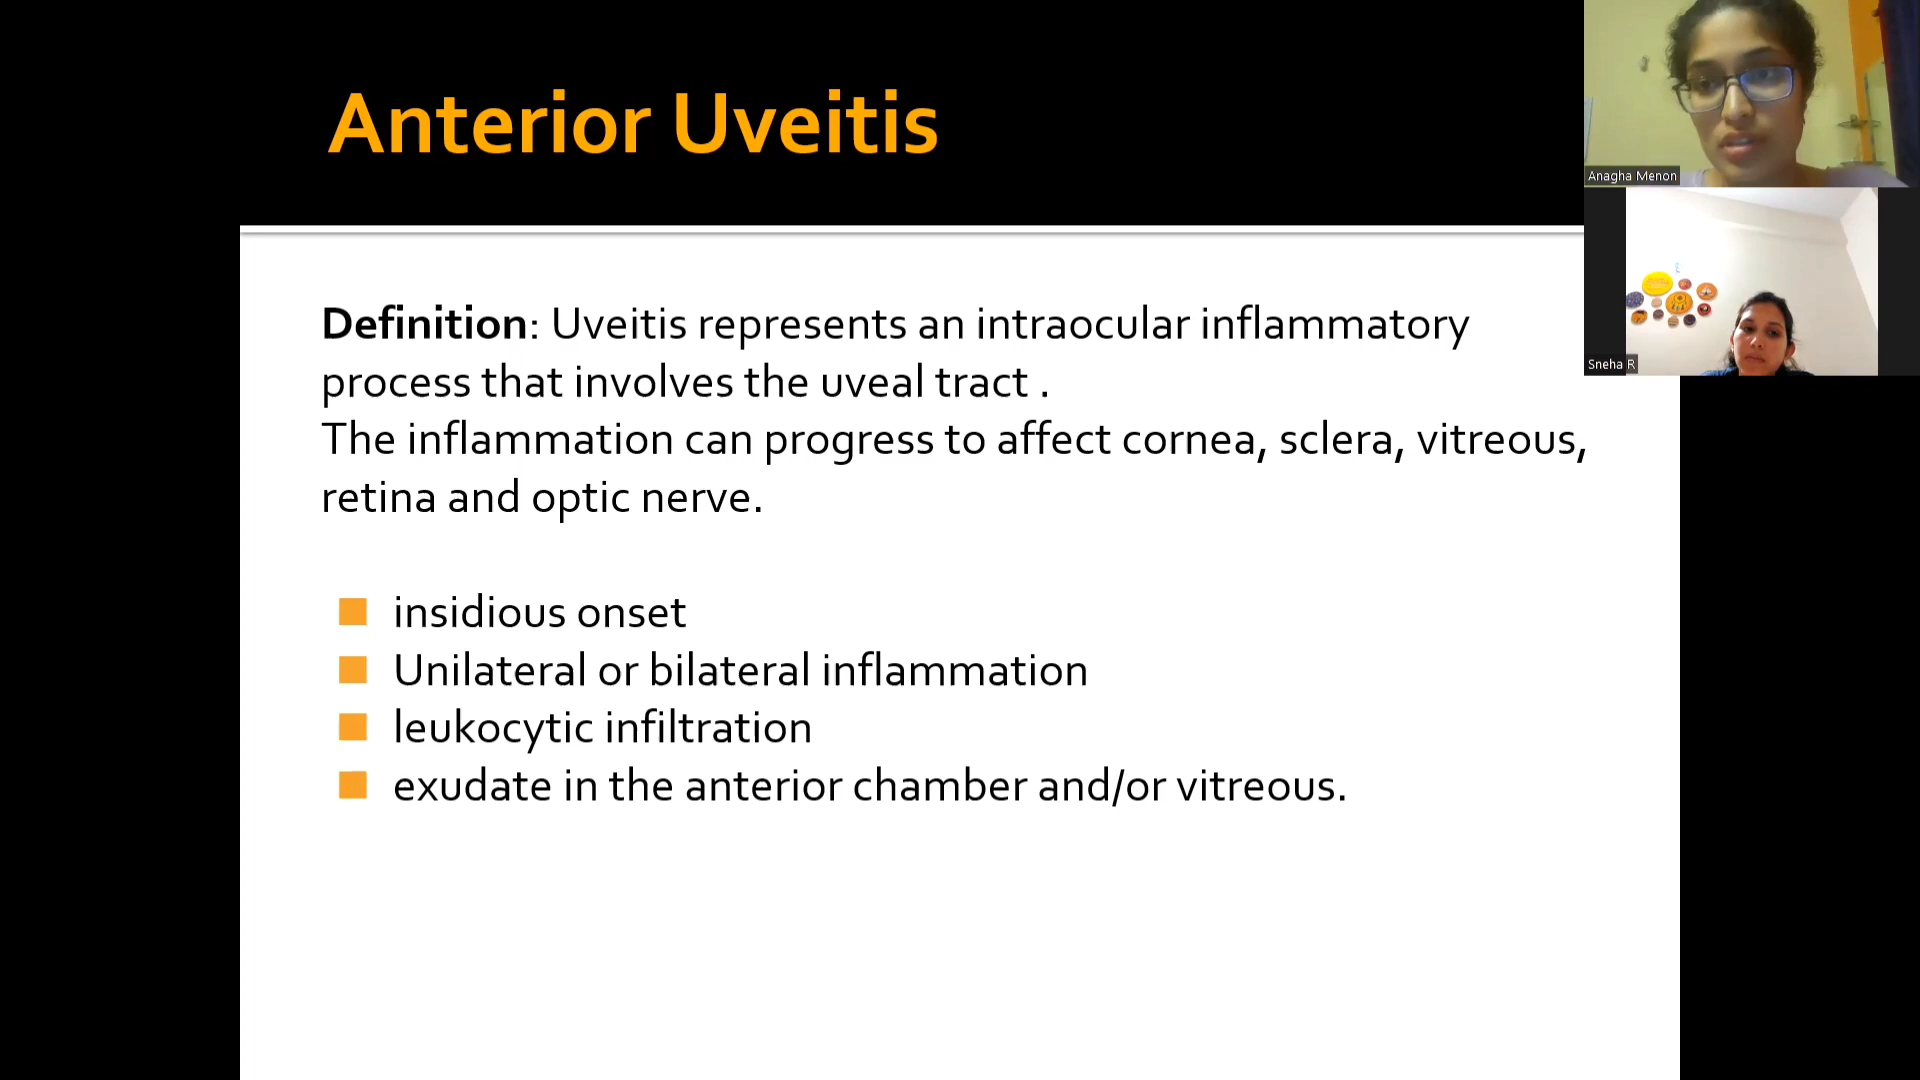 Anterior Uveitis
Definition: Uveitis represents an intraocular inflammatory
process that involves the uveal tract .
The inflammation can progress to affect cornea, sclera, vitreous,
retina and optic nerve.
insidious onset
Unilateral or bilateral inflammation
leukocytic infiltration
exudate in the anterior chamber and/or vitreous.
Anagha Menon
Sneha R